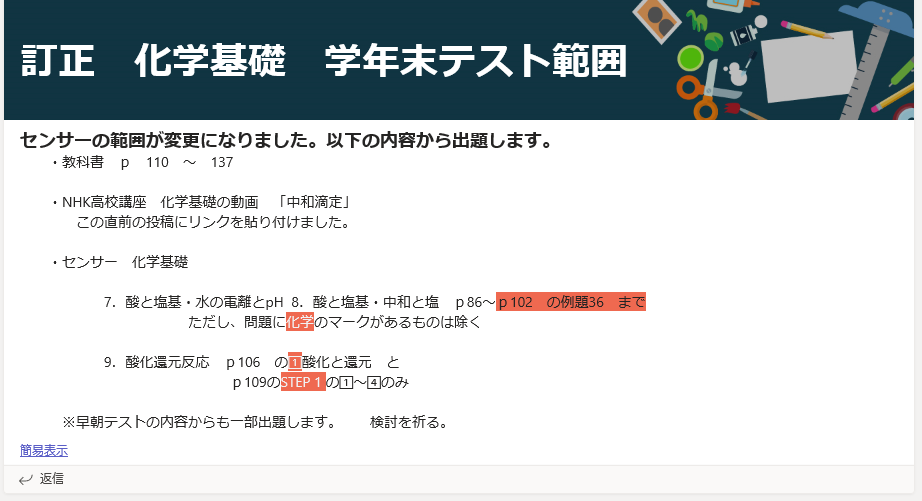 訂正　化学基礎　学年末テスト範囲
センサーの範囲が変更になりました。以下の内容から出題します。
・教科書　ｐ　110　～　137
・NHK高校講座　化学基礎の動画　「中和滴定」
この直前の投稿にリンクを貼り付けました。
・センサー　化学基礎
7．酸と塩基・水の電離とpH 8．酸と塩基・中和と塩　ｐ86～ｐ102　の例題36　まで
ただし、問題に化学のマークがあるものは除く
9．酸化還元反応　ｐ106　の1酸化と還元　と
ｐ109のSTEP 1 の1～4のみ
※早朝テストの内容からも一部出題します。　　検討を祈る。
簡易表示
返信